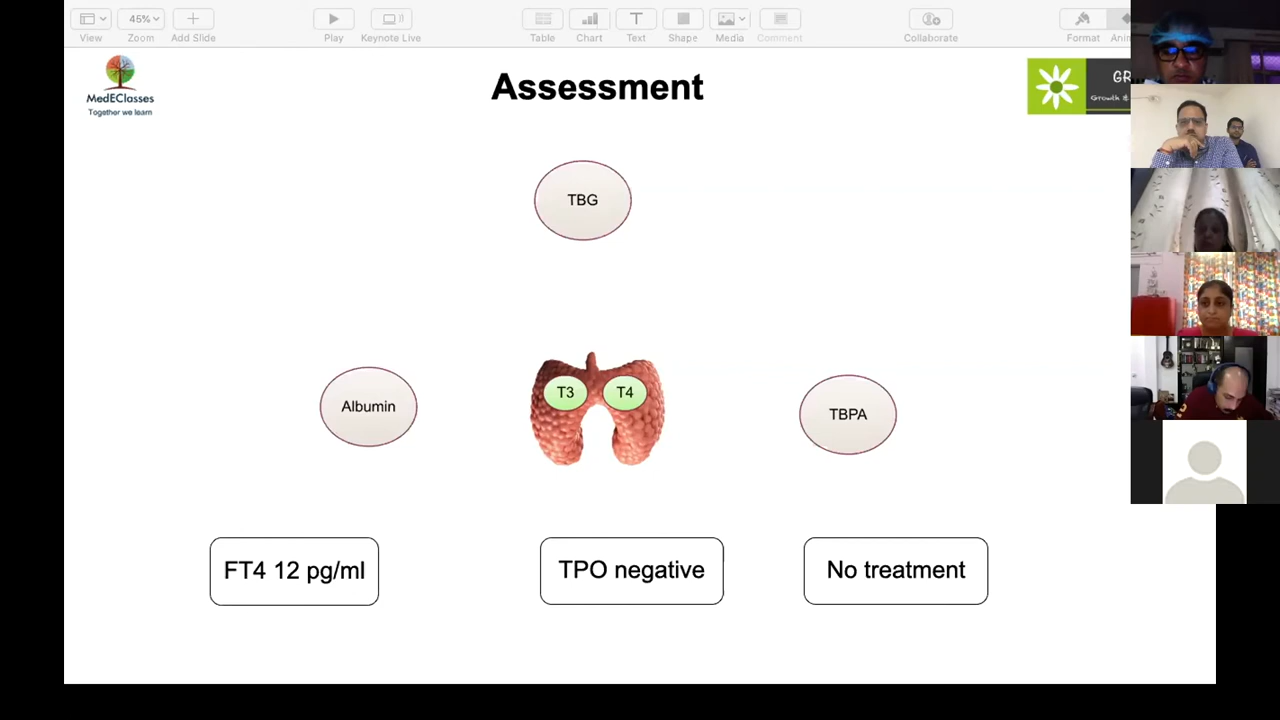 45%
View
Zoom
Add Slide
Play
Keynote Live
Table
Chart
Text
Shape
Media
Comment
Collaborate
Format
MedEClasses
Together we learn
Assessment
Growth &
TBG
T3
T4
Albumin
TBPA
FT4 12 pg/ml
TPO negative
No treatment